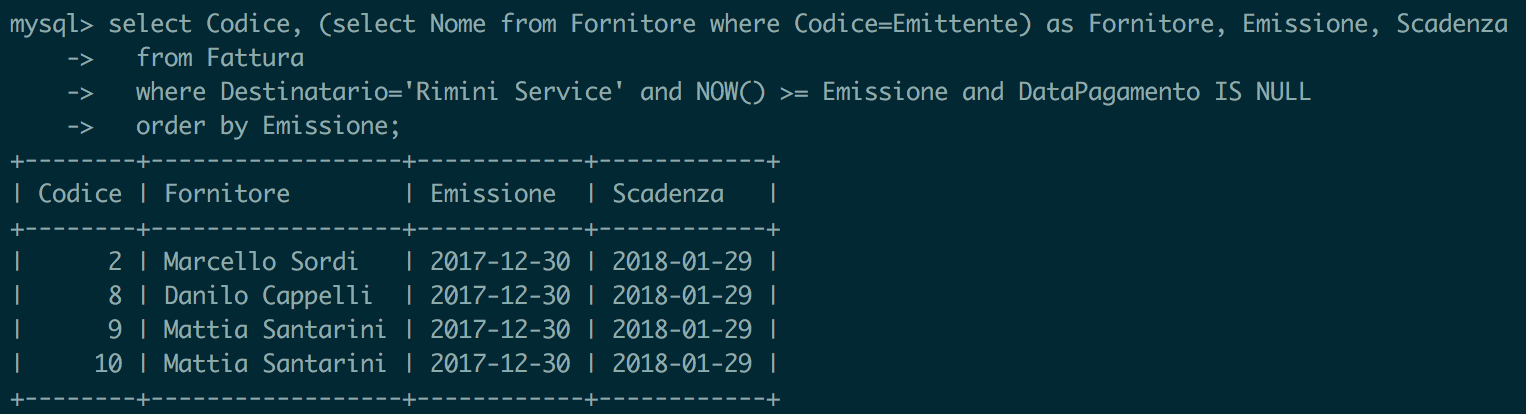 mysql> select Codice, (select Nome from Fornitore where Codice=Emittente) as Fornitore, Emissione, Scadenza
    ->   from Fattura
    ->   where Destinatario='Rimini Service' and NOW() >= Emissione and DataPagamento IS NULL
    ->   order by Emissione;
+--------+------------------+------------+------------+
| Codice | Fornitore        | Emissione  | Scadenza   |
+--------+------------------+------------+------------+
|      2 | Marcello Sordi   | 2017-12-30 | 2018-01-29 |
|      8 | Danilo Cappelli  | 2017-12-30 | 2018-01-29 |
|      9 | Mattia Santarini | 2017-12-30 | 2018-01-29 |
|     10 | Mattia Santarini | 2017-12-30 | 2018-01-29 |
+--------+------------------+------------+------------+